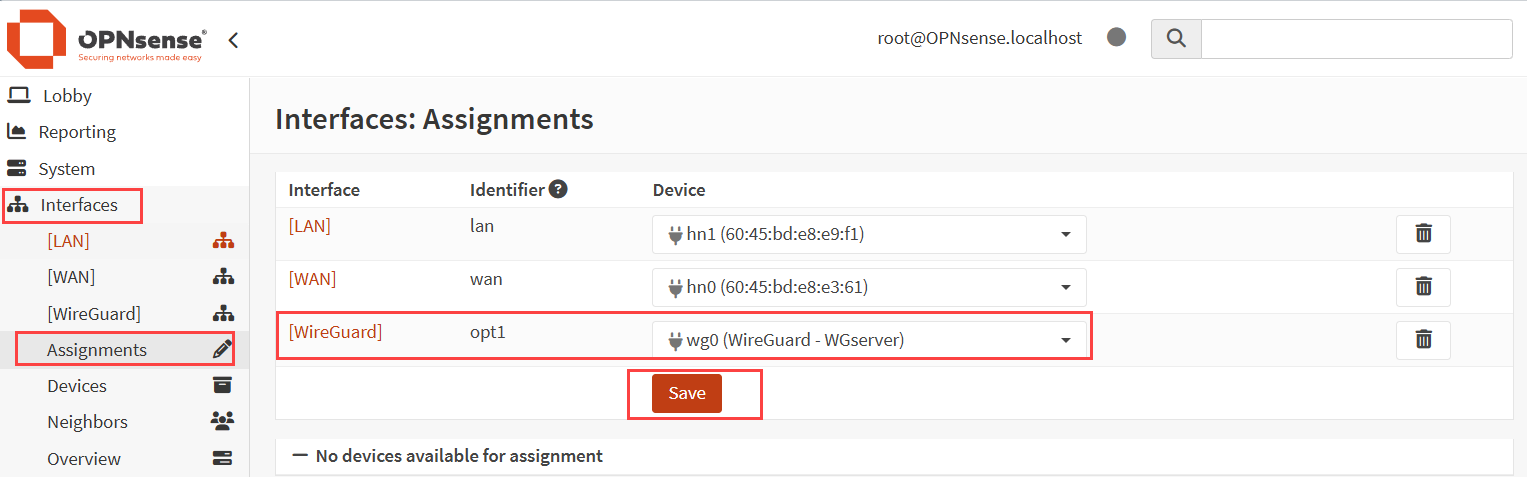 OPNsense®
Securing networks made easy
root@OPNsense.localhost
Lobby
Reporting
System
Interfaces
[LAN]
[WAN]
[WireGuard]
Assignments
Devices
Neighbors
Overview
Interfaces: Assignments
Interface Identifier ? Device
[LAN] lan hn1 (60:45:bd:e8:e9:f1)
[WAN] wan hn0 (60:45:bd:e8:e3:61)
[WireGuard] opt1 wg0 (WireGuard - WGserver)
Save
No devices available for assignment